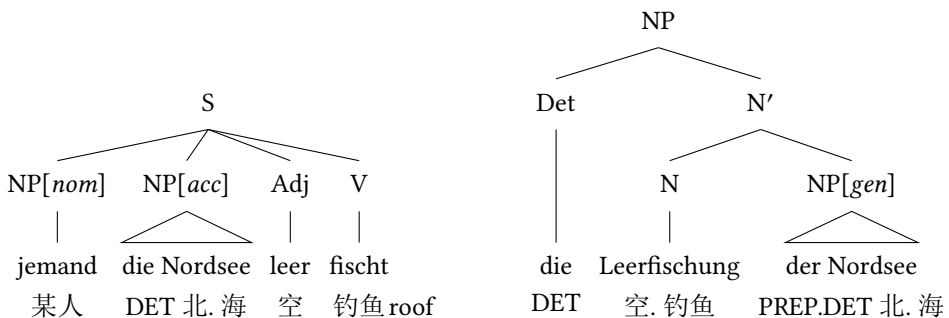 NP
S Det N′
NP[nom] NP[acc] Adj V N NP[gen]
jemand die Nordsee leer fischt die Leerfischung der Nordsee
某人 DET 北. 海 空 钓鱼 roof DET 空. 钓鱼 PREP.DET 北. 海